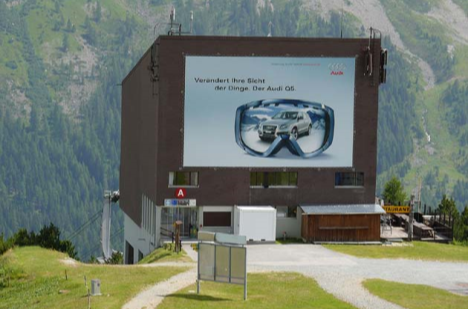 Audi
Verändert Ihre Sicht
der Dinge. Der Audi Q5.
A